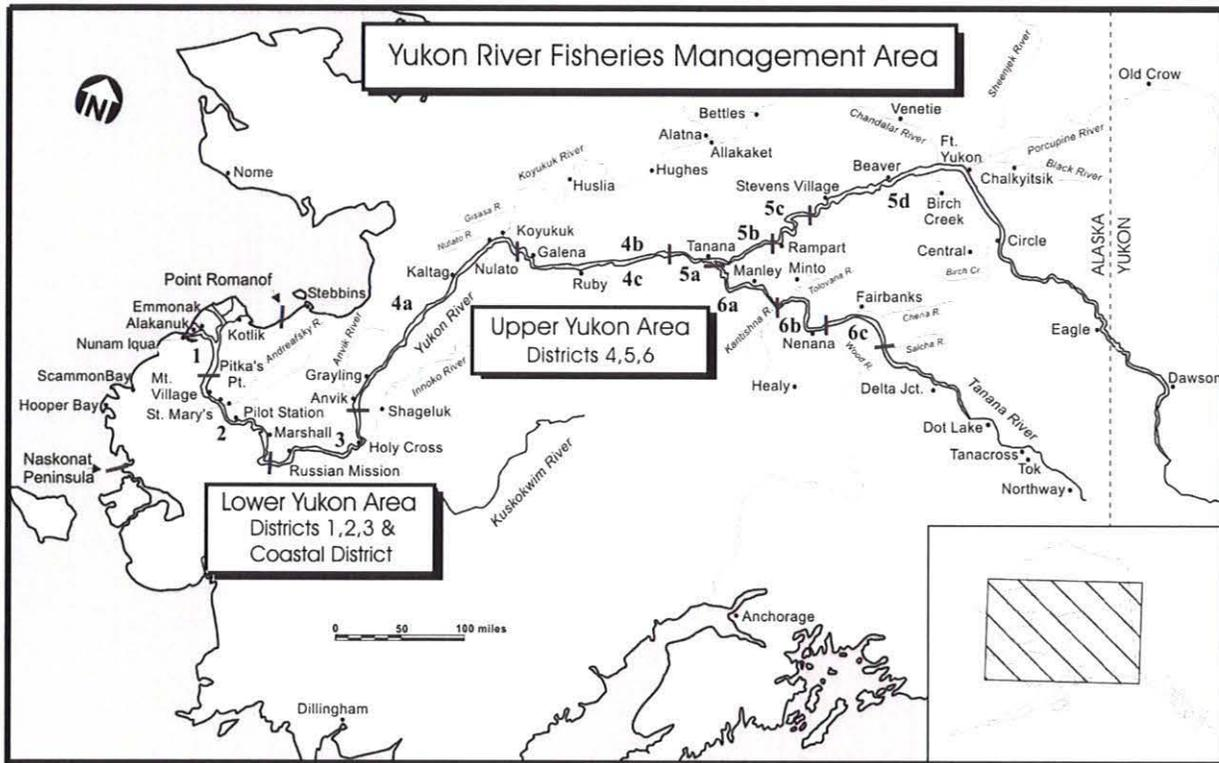 Yukon River Fisheries Management Area
N
Old Crow
Sheenjek River
Venetie
Bettles
Chandalar River
Porcupine River
Alatna
Allakaket
Ft.
Yukon
Black River
Koyukuk River
Nome
Hughes
Beaver
Chalkyitsik
Huslia
Stevens Village
5d
Birch
Creek
Gisasa R.
5c
Nulato R.
Koyukuk
4b
Tanana
5b
Rampart
Central
Circle
ALASKA
YUKON
Galena
Kaltag
Nulato
Ruby
4c
5a
Manley
Minto
Tolovana R.
Birch Cr.
Point Romanof
Stebbins
4a
6a
Fairbanks
Emmonak
Alakanuk
Kotlik
Yukon River
Kantishna R.
6b
Chena R.
Nunam Iqua
Andreafsky R.
Anvik River
Upper Yukon Area
Districts 4,5,6
Nenana
6c
Eagle
1
Pitka's
Pt.
Innoko River
Wood R.
Salcha R.
ScammonBay
Mt.
Village
Grayling
Healy
Delta Jct.
Dawson
Hooper Bay
St. Mary's
Anvik
Shageluk
Pilot Station
2
Marshall
3
Holy Cross
Dot Lake
Tanana River
Naskonat
Peninsula
Russian Mission
Tanacross
Tok
Kuskokwim River
Northway
Lower Yukon Area
Districts 1,2,3 &
Coastal District
Anchorage
0 50 100 miles
Dillingham